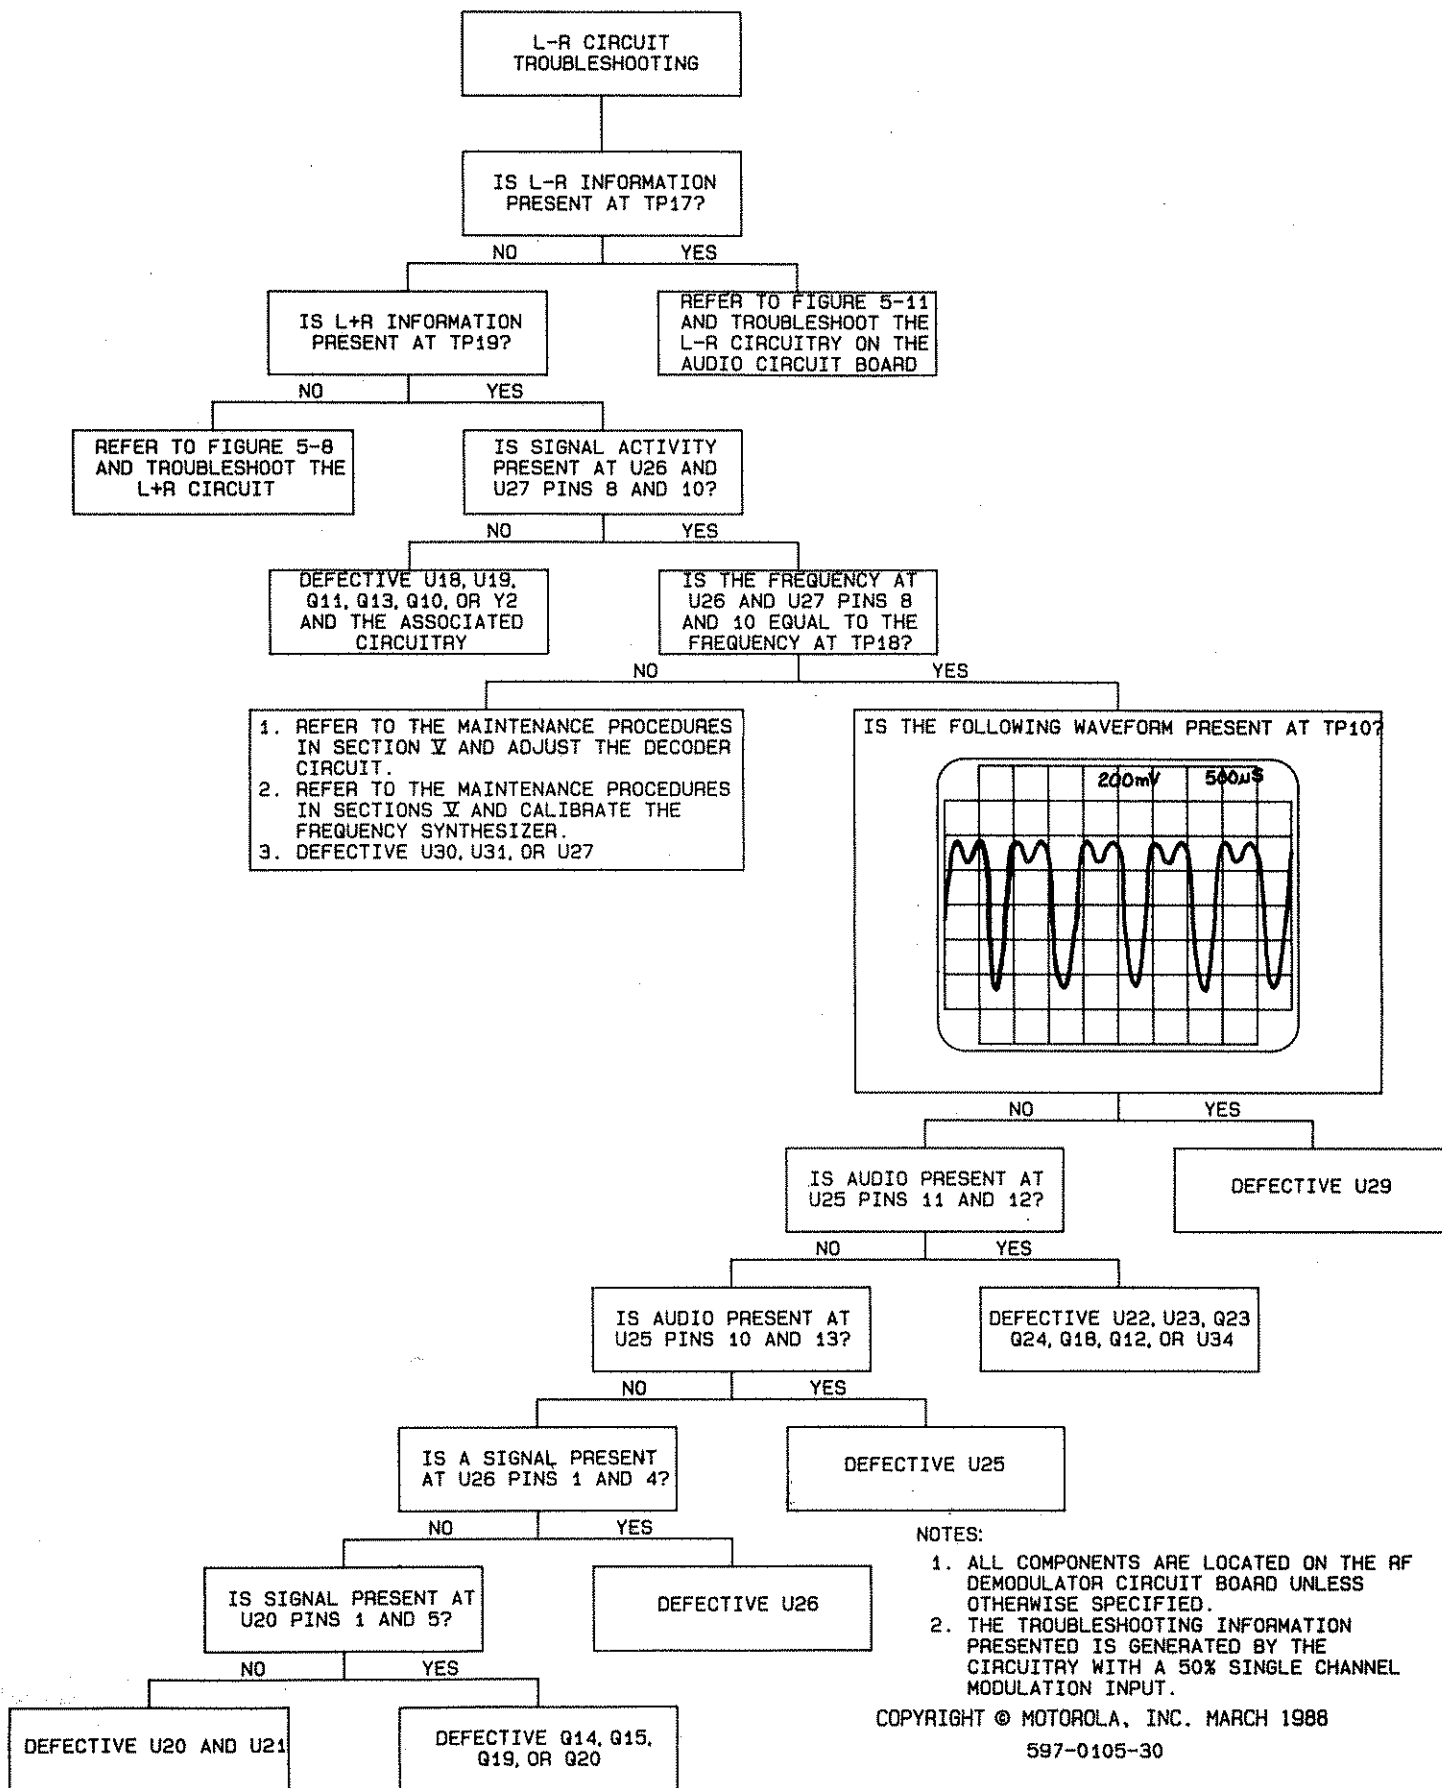 L-R CIRCUIT
TROUBLESHOOTING
IS L-R INFORMATION
PRESENT AT TP17?
NO
YES
IS L+R INFORMATION
PRESENT AT TP19?
REFER TO FIGURE 5-11
AND TROUBLESHOOT THE
L-R CIRCUITRY ON THE
AUDIO CIRCUIT BOARD
NO
YES
REFER TO FIGURE 5-8
AND TROUBLESHOOT THE
L+R CIRCUIT
IS SIGNAL ACTIVITY
PRESENT AT U26 AND
U27 PINS 8 AND 10?
NO
YES
DEFECTIVE U18, U19,
Q11, Q13, Q10, OR Y2
AND THE ASSOCIATED
CIRCUITRY
IS THE FREQUENCY AT
U26 AND U27 PINS 8
AND 10 EQUAL TO THE
FREQUENCY AT TP18?
NO
YES
1. REFER TO THE MAINTENANCE PROCEDURES
IN SECTION V AND ADJUST THE DECODER
CIRCUIT.
2. REFER TO THE MAINTENANCE PROCEDURES
IN SECTIONS V AND CALIBRATE THE
FREQUENCY SYNTHESIZER.
3. DEFECTIVE U30, U31, OR U27
IS THE FOLLOWING WAVEFORM PRESENT AT TP10?
200mV 500µS
NO
YES
IS AUDIO PRESENT AT
U25 PINS 11 AND 12?
DEFECTIVE U29
NO
YES
IS AUDIO PRESENT AT
U25 PINS 10 AND 13?
DEFECTIVE U22, U23, Q23
Q24, Q18, Q12, OR U34
NO
YES
IS A SIGNAL PRESENT
AT U26 PINS 1 AND 4?
DEFECTIVE U25
NO
YES
IS SIGNAL PRESENT AT
U20 PINS 1 AND 5?
DEFECTIVE U26
NO
YES
DEFECTIVE U20 AND U21
DEFECTIVE Q14, Q15,
Q19, OR Q20
NOTES:
1. ALL COMPONENTS ARE LOCATED ON THE RF
DEMODULATOR CIRCUIT BOARD UNLESS
OTHERWISE SPECIFIED.
2. THE TROUBLESHOOTING INFORMATION
PRESENTED IS GENERATED BY THE
CIRCUITRY WITH A 50% SINGLE CHANNEL
MODULATION INPUT.
COPYRIGHT © MOTOROLA, INC. MARCH 1988
597-0105-30